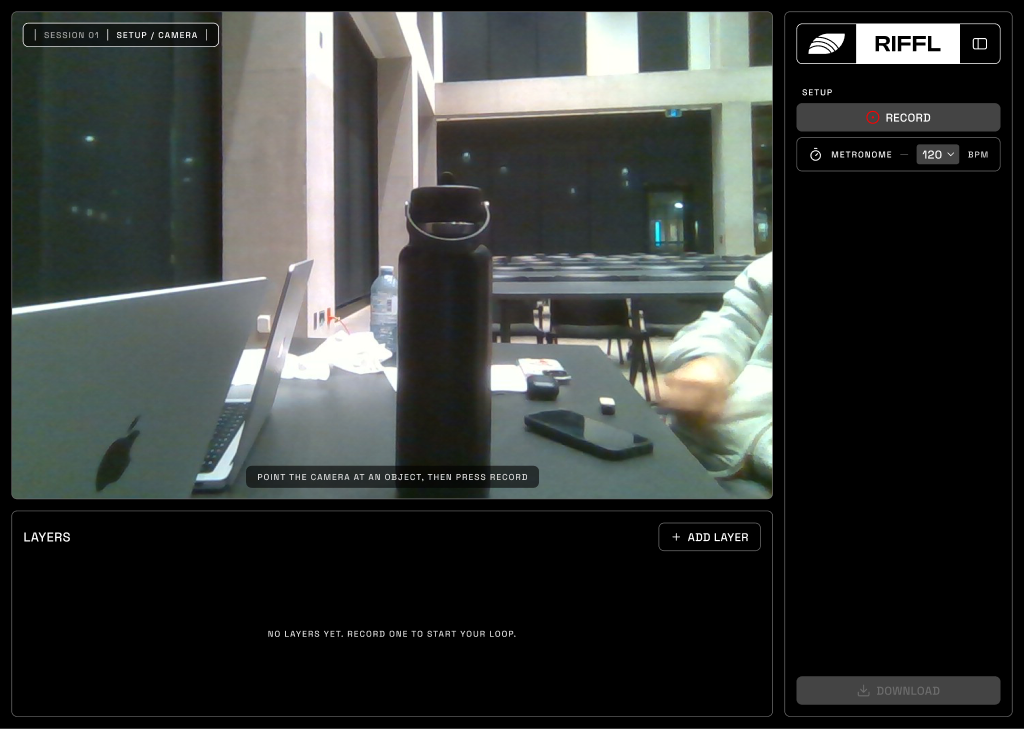 SESSION 01 | SETUP / CAMERA
RIFFL
SETUP
RECORD
METRONOME — 120 BPM
POINT THE CAMERA AT AN OBJECT, THEN PRESS RECORD
LAYERS
+ ADD LAYER
NO LAYERS YET. RECORD ONE TO START YOUR LOOP.
DOWNLOAD